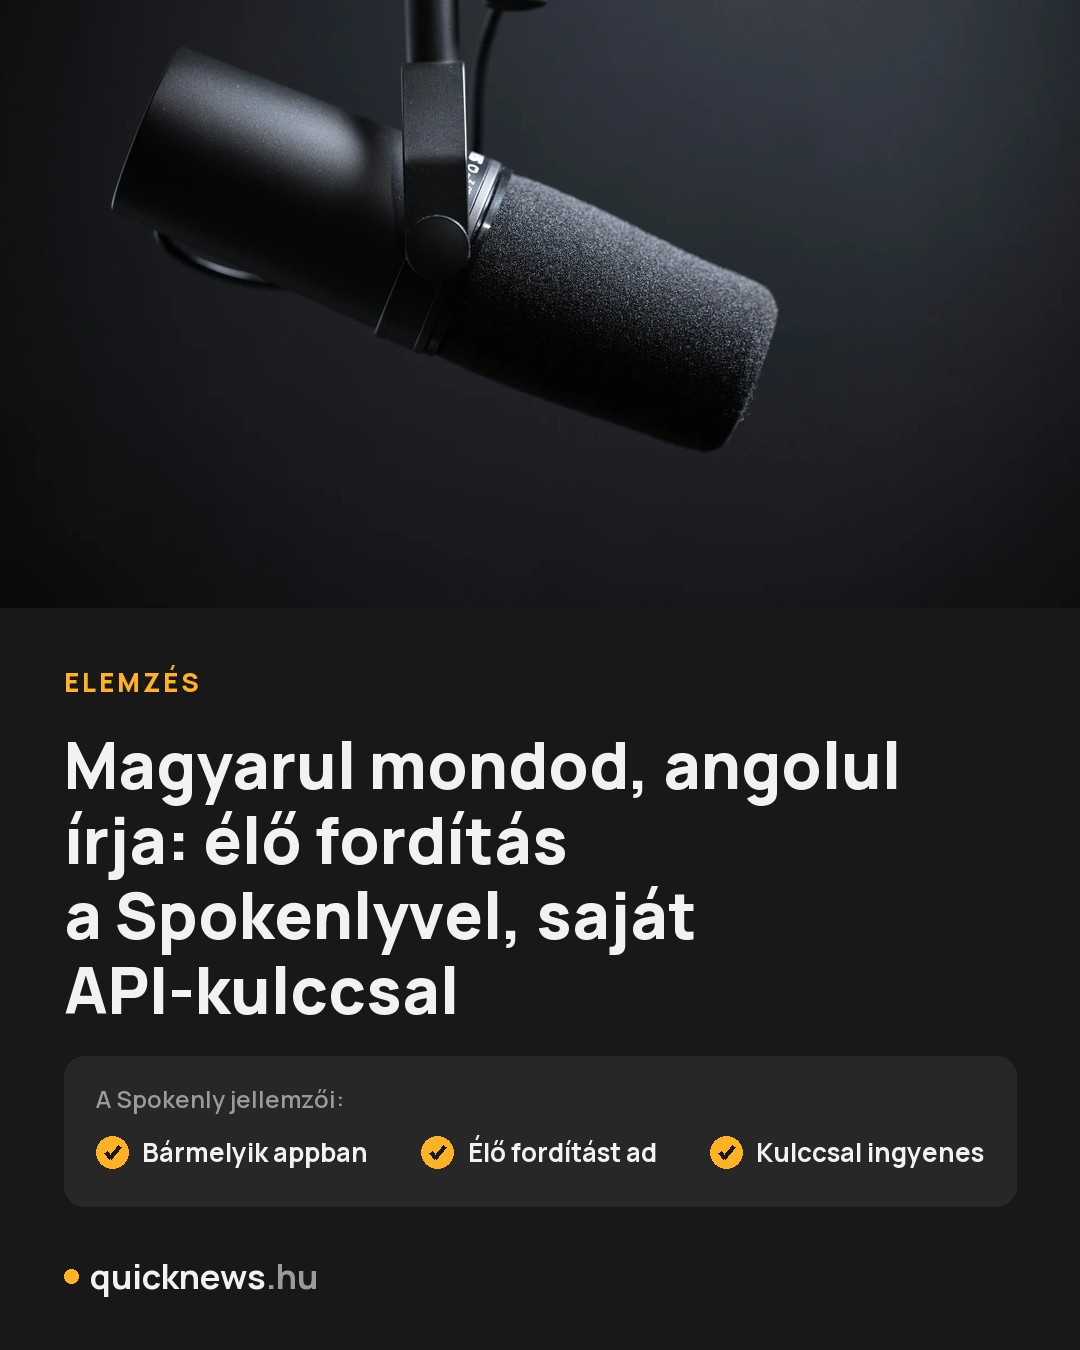 ELEMZÉS
Magyarul mondod, angolul
írja: élő fordítás
a Spokenlyvel, saját
API-kulccsal
A Spokenly jellemzői:
Bármelyik appban
Élő fordítást ad
Kulccsal ingyenes
quicknews.hu